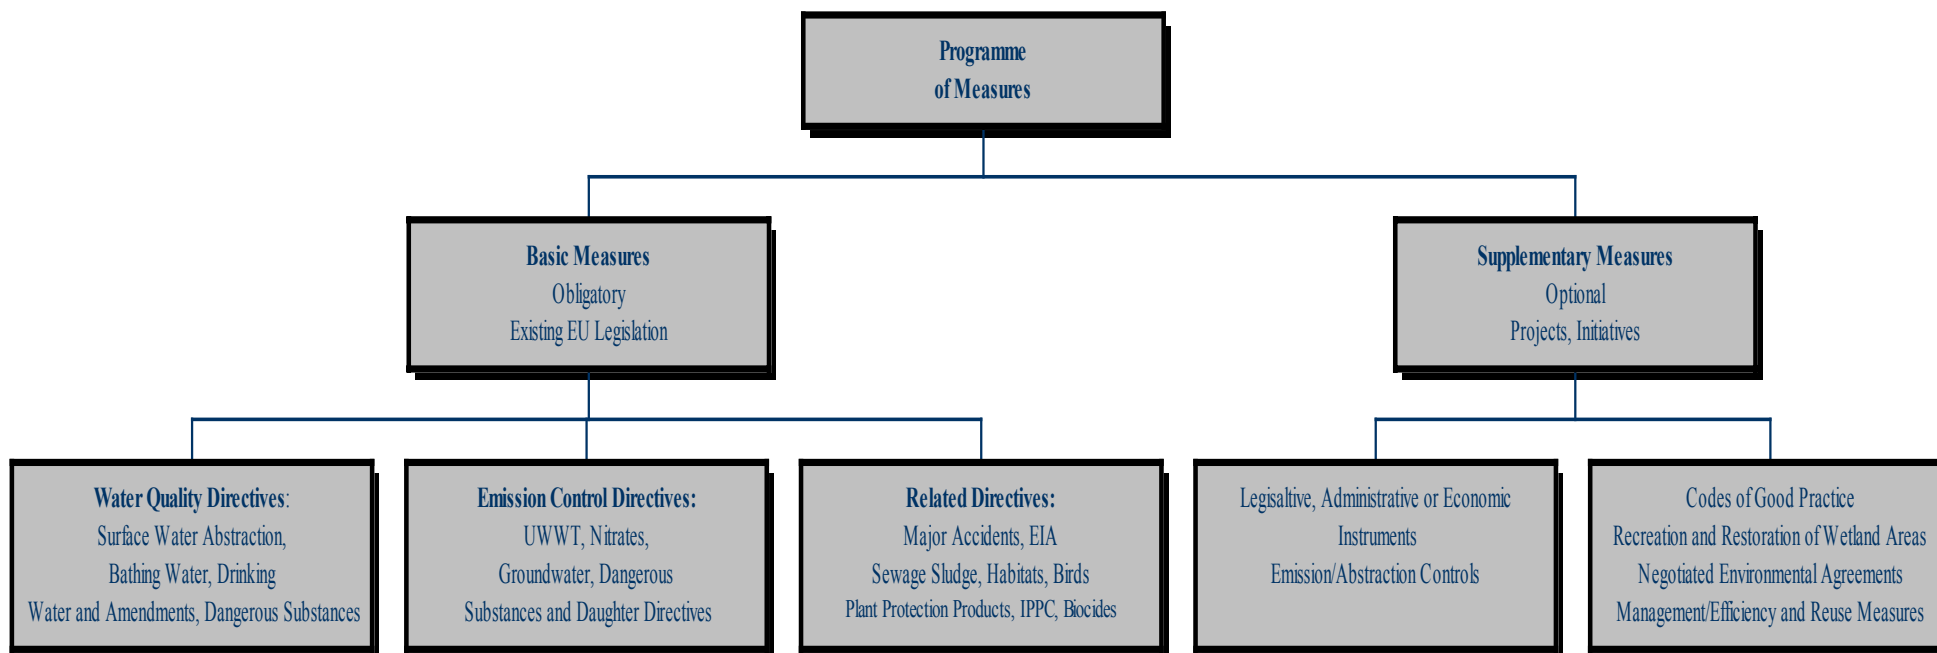 Programme
of Measures
Basic Measures
Obligatory
Existing EU Legislation
Supplementary Measures
Optional
Projects, Initiatives
Water Quality Directives:
Surface Water Abstraction,
Bathing Water, Drinking
Water and Amendments, Dangerous Substances
Emission Control Directives:
UWWT, Nitrates,
Groundwater, Dangerous
Substances and Daughter Directives
Related Directives:
Major Accidents, EIA
Sewage Sludge, Habitats, Birds
Plant Protection Products, IPPC, Biocides
Legisaltive, Administrative or Economic
Instruments
Emission/Abstraction Controls
Codes of Good Practice
Recreation and Restoration of Wetland Areas
Negotiated Environmental Agreements
Management/Efficiency and Reuse Measures